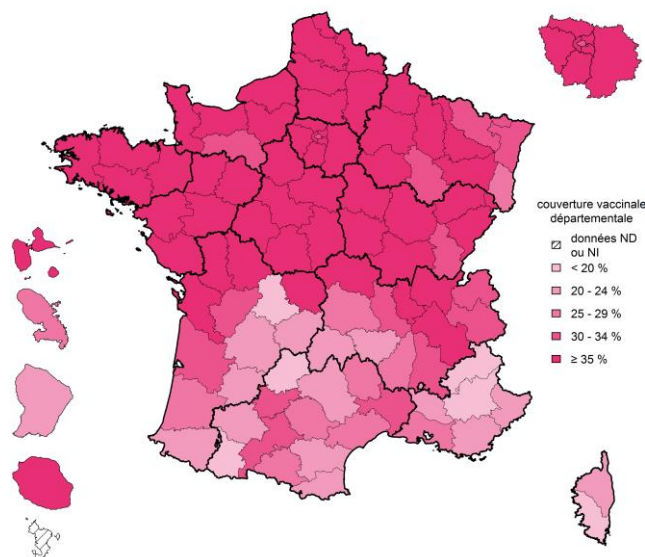 couverture vaccinale
départementale
données ND
ou NI
< 20 %
20 - 24 %
25 - 29 %
30 - 34 %
≥ 35 %